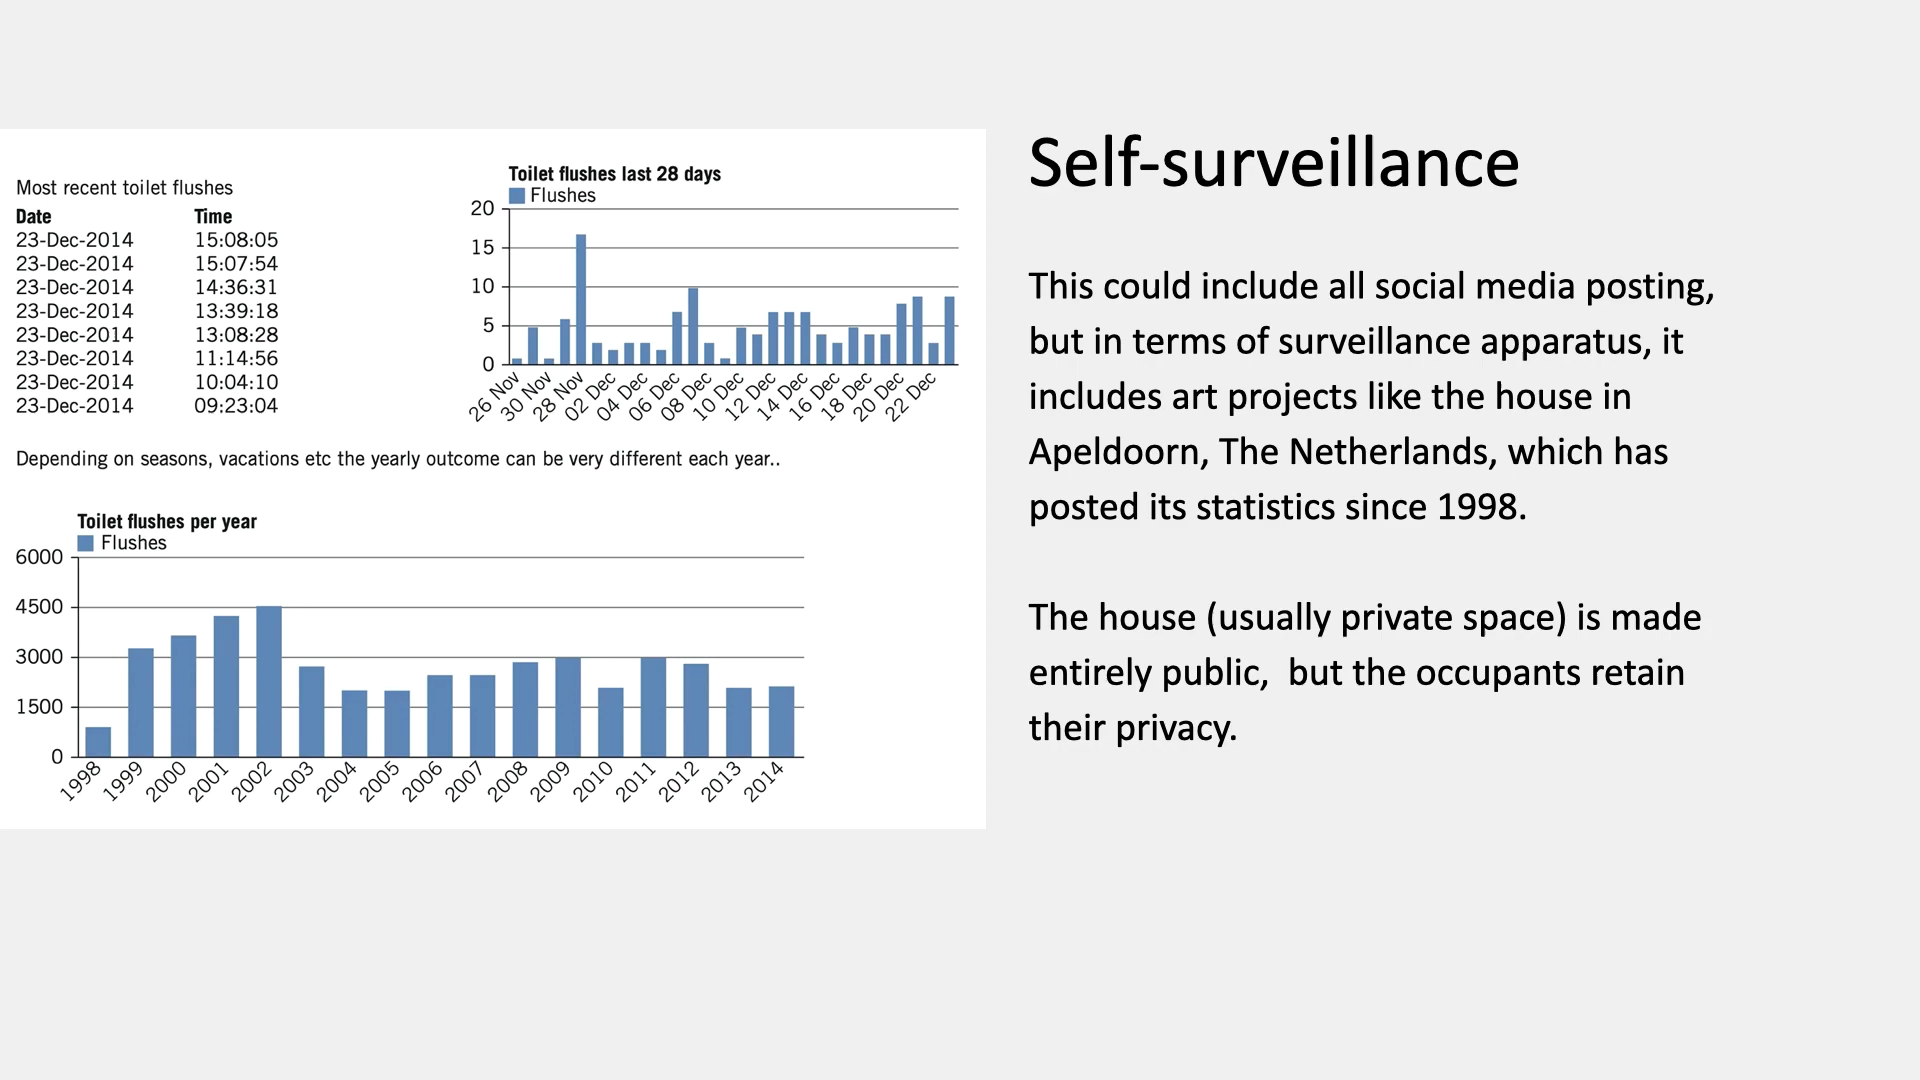 Most recent toilet flushes
Date Time
23-Dec-2014 15:08:05
23-Dec-2014 15:07:54
23-Dec-2014 14:36:31
23-Dec-2014 13:39:18
23-Dec-2014 13:08:28
23-Dec-2014 11:14:56
23-Dec-2014 10:04:10
23-Dec-2014 09:23:04
Toilet flushes last 28 days
Flushes
20
15
10
5
0
26 Nov 30 Nov 28 Nov 02 Dec 04 Dec 06 Dec 08 Dec 10 Dec 12 Dec 14 Dec 16 Dec 18 Dec 20 Dec 22 Dec
Depending on seasons, vacations etc the yearly outcome can be very different each year..
Toilet flushes per year
Flushes
6000
4500
3000
1500
0
1998 1999 2000 2001 2002 2003 2004 2005 2006 2007 2008 2009 2010 2011 2012 2013 2014
Self-surveillance
This could include all social media posting,
but in terms of surveillance apparatus, it
includes art projects like the house in
Apeldoorn, The Netherlands, which has
posted its statistics since 1998.
The house (usually private space) is made
entirely public,  but the occupants retain
their privacy.